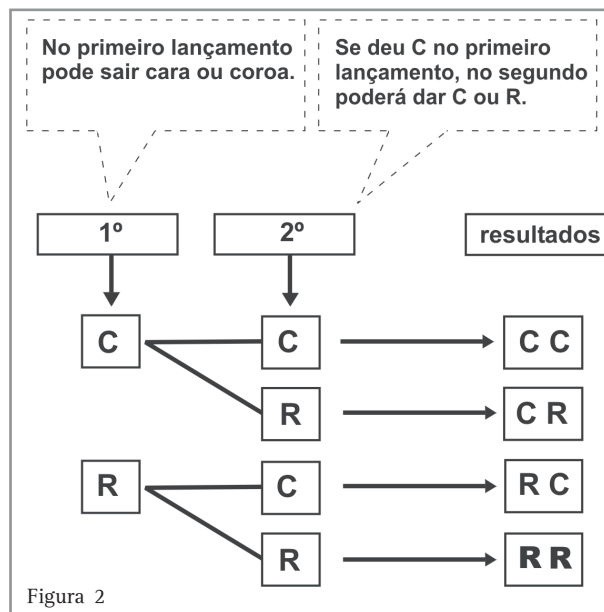 No primeiro lançamento
pode sair cara ou coroa.
Se deu C no primeiro
lançamento, no segundo
poderá dar C ou R.
1º
2º
resultados
C
C
C C
R
C R
R
C
R C
R
R R
Figura 2